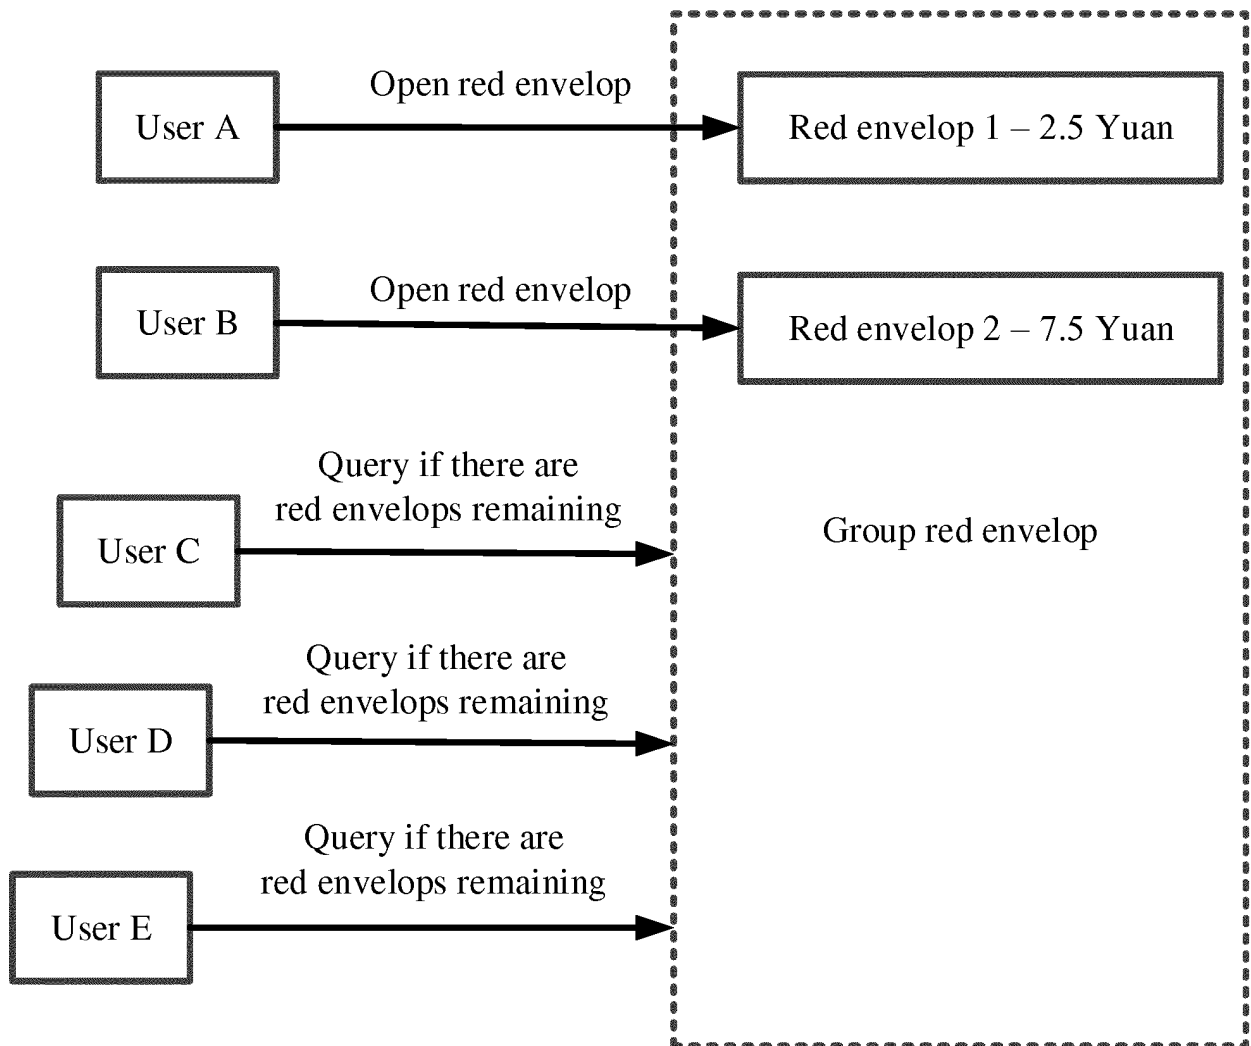 Open red envelop
User A
Red envelop 1 – 2.5 Yuan
Open red envelop
User B
Red envelop 2 – 7.5 Yuan
Query if there are
red envelops remaining
User C
Group red envelop
Query if there are
red envelops remaining
User D
Query if there are
red envelops remaining
User E